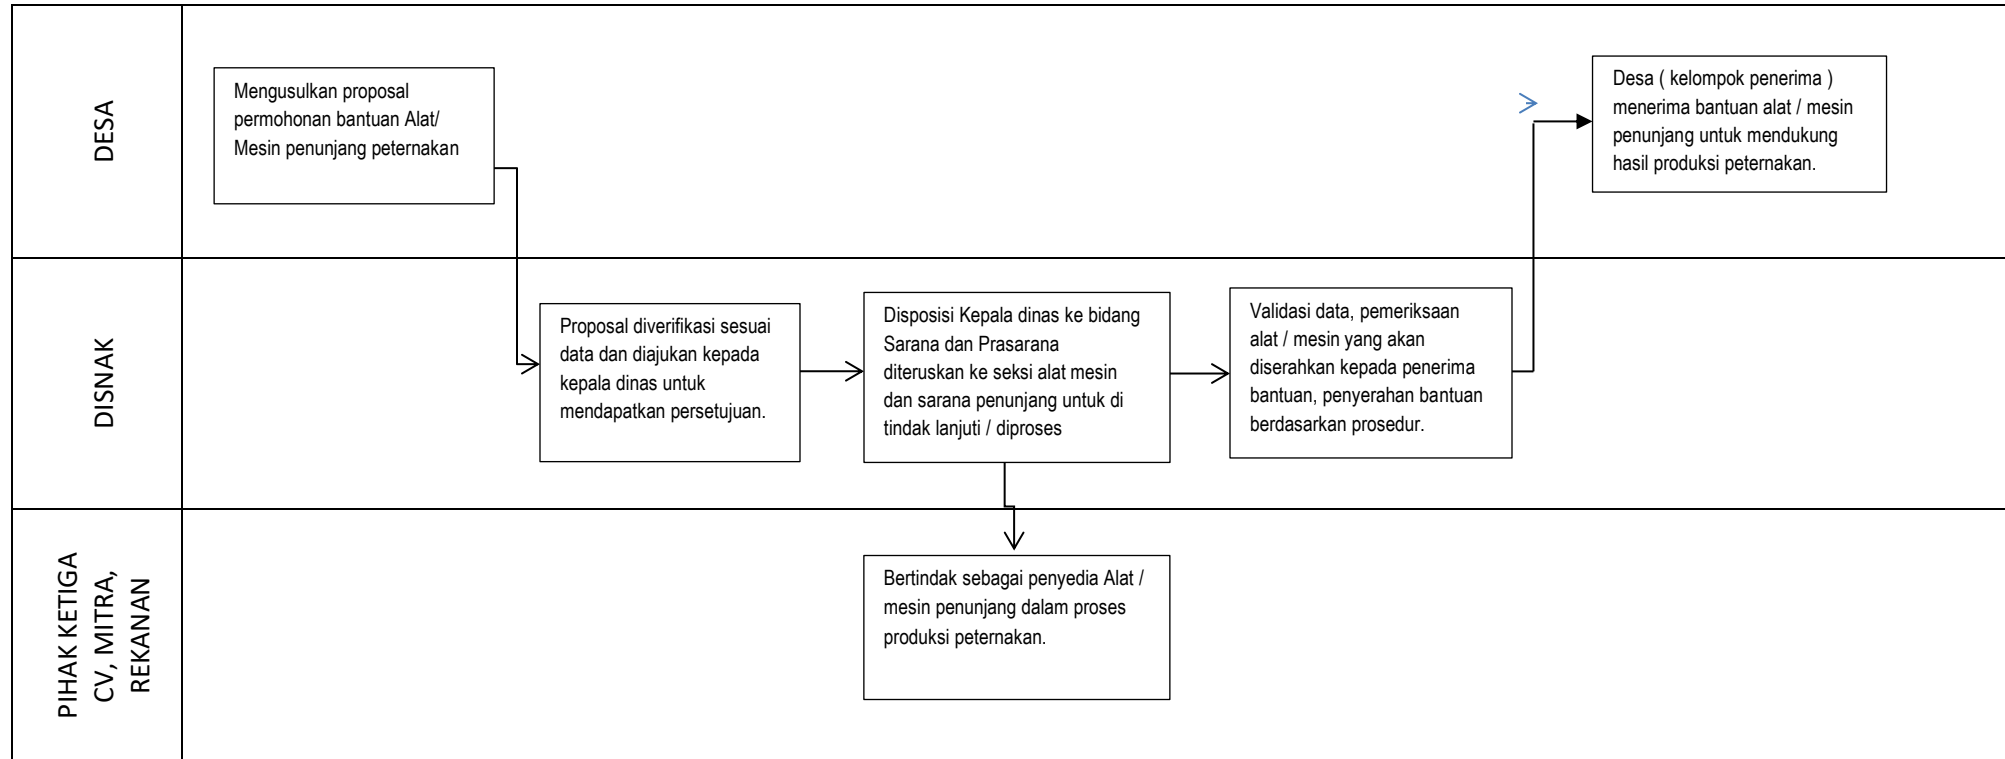 DESA
Mengusulkan proposal
permohonan bantuan Alat/
Mesin penunjang peternakan
Desa ( kelompok penerima )
menerima bantuan alat / mesin
penunjang untuk mendukung
hasil produksi peternakan.
DISNAK
Proposal diverifikasi sesuai
data dan diajukan kepada
kepala dinas untuk
mendapatkan persetujuan.
Disposisi Kepala dinas ke bidang
Sarana dan Prasarana
diteruskan ke seksi alat mesin
dan sarana penunjang untuk di
tindak lanjuti / diproses
Validasi data, pemeriksaan
alat / mesin yang akan
diserahkan kepada penerima
bantuan, penyerahan bantuan
berdasarkan prosedur.
PIHAK KETIGA
CV, MITRA,
REKANAN
Bertindak sebagai penyedia Alat /
mesin penunjang dalam proses
produksi peternakan.